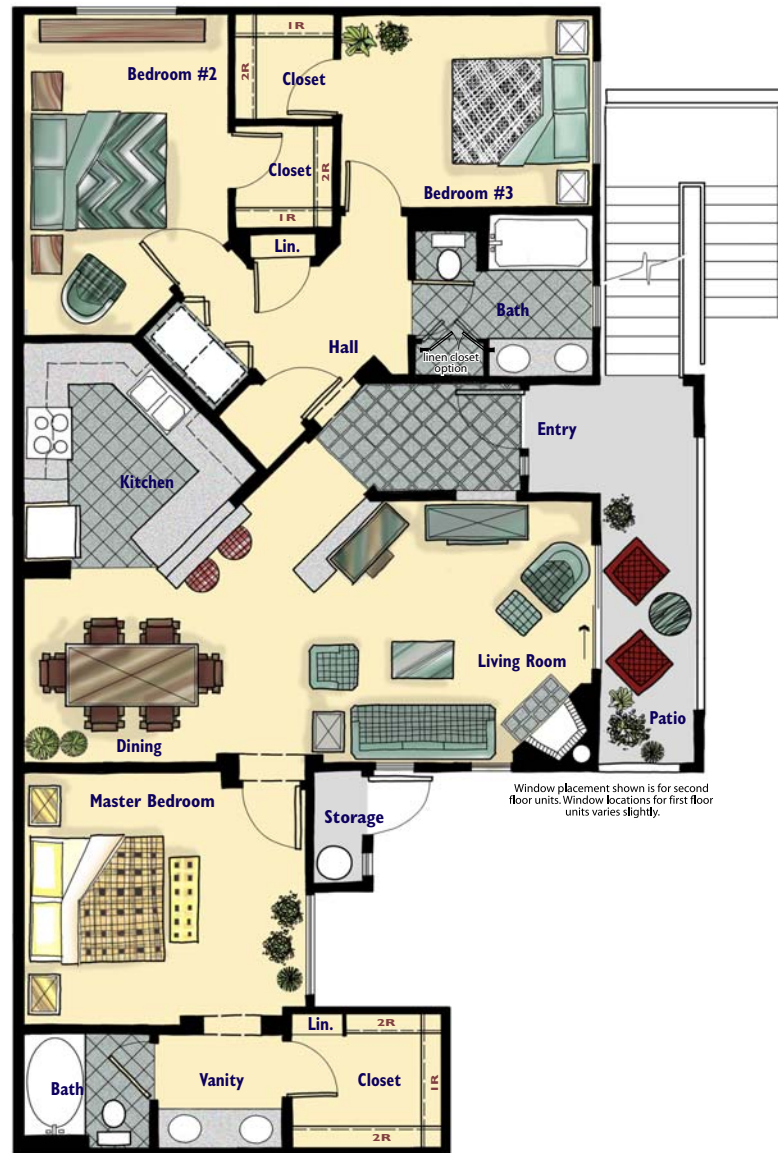 1R
2R
Bedroom #2
Closet
Closet
2R
1R
Bedroom #3
Lin.
Bath
Hall
linen closet
option
Entry
Kitchen
Living Room
Patio
Dining
Window placement shown is for second
floor units. Window locations for first floor
units varies slightly.
Master Bedroom
Storage
Lin.
2R
Bath
Vanity
Closet
1R
2R